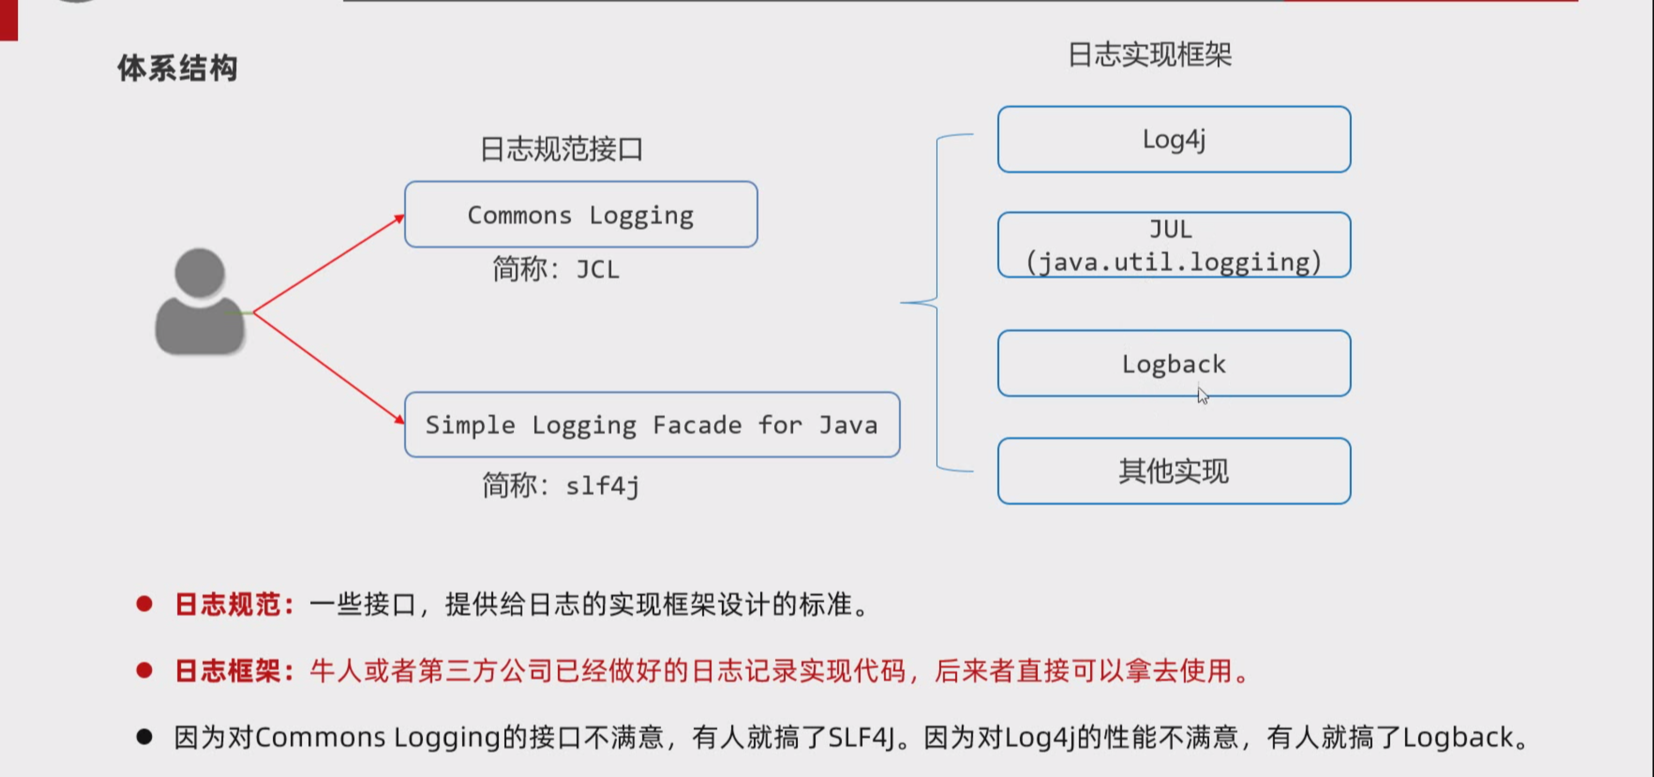 体系结构
日志规范接口
Commons Logging
简称：JCL
Simple Logging Facade for Java
简称：slf4j
日志实现框架
Log4j
JUL
（java.util.loggiing）
Logback
其他实现
日志规范：一些接口，提供给日志的实现框架设计的标准。
日志框架：牛人或者第三方公司已经做好的日志记录实现代码，后来者直接可以拿去使用。
因为对Commons Logging的接口不满意，有人就搞了SLF4J。因为对Log4j的性能不满意，有人就搞了Logback。